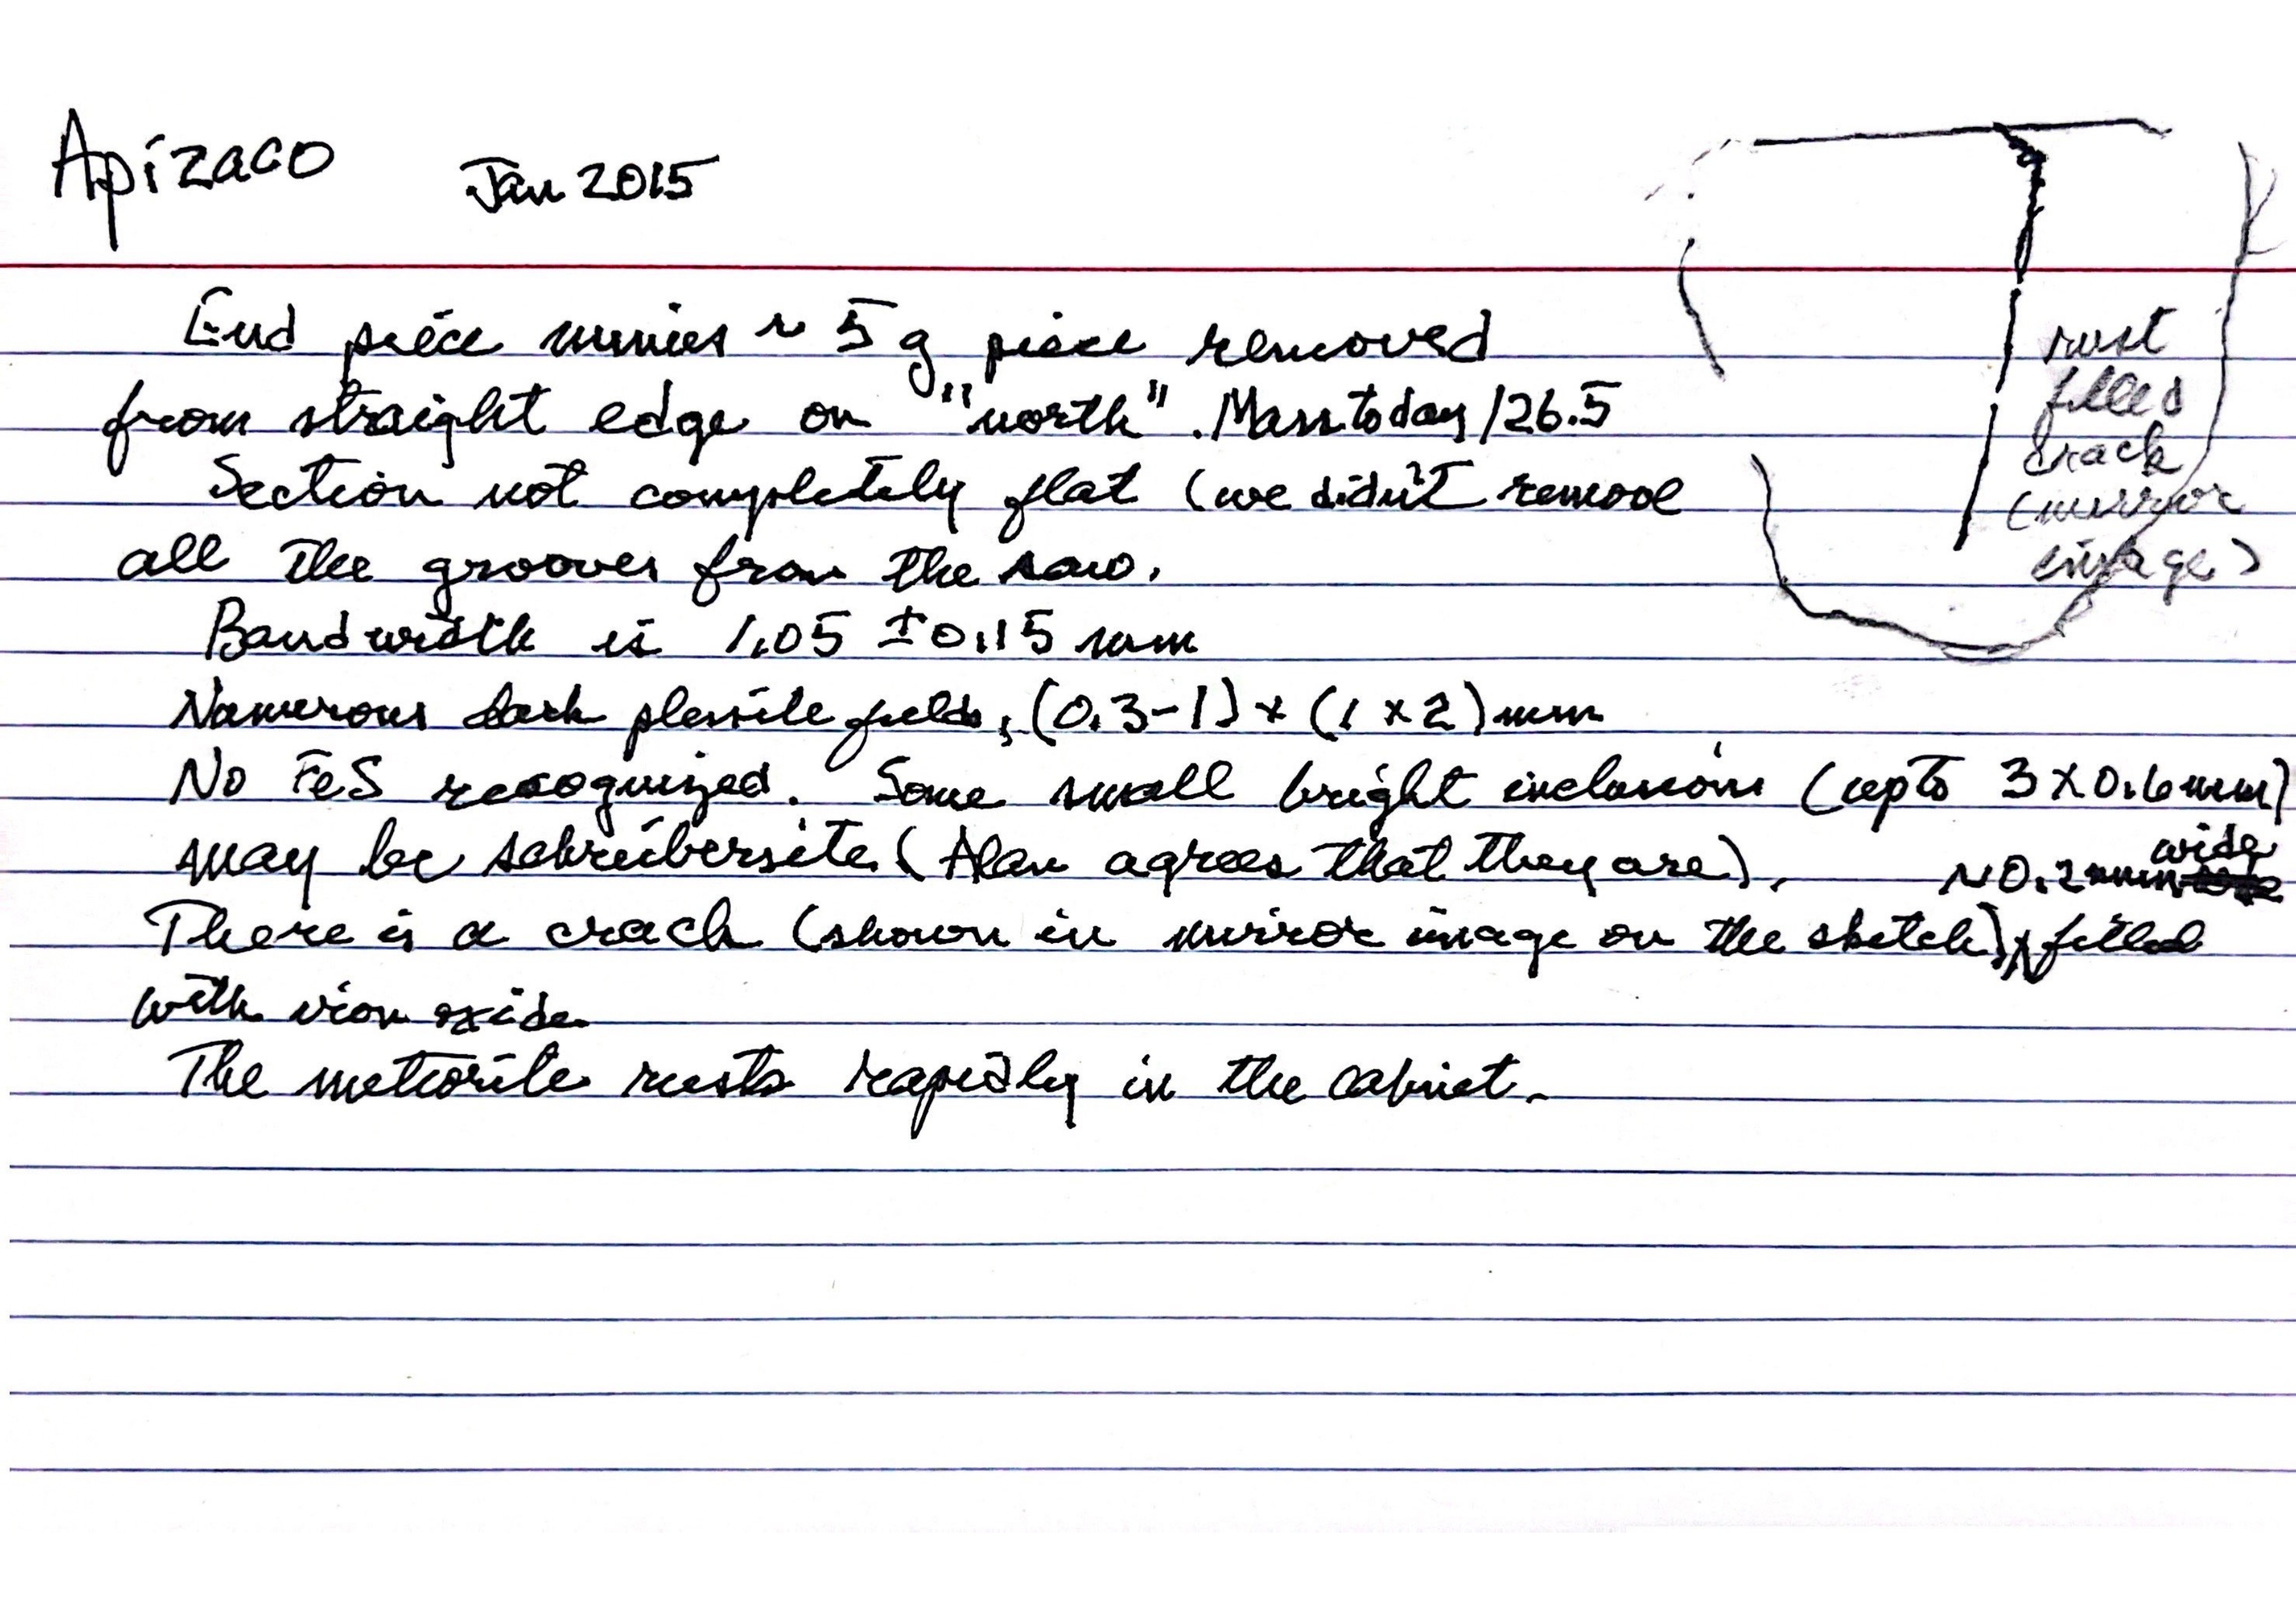 Apizaco Jan 2015
End piece minus ~ 5 g piece removed
from straight edge on "north". Mass today 126.5
Section not completely flat (we didn't remove
all the grooves from the saw.
Bandwidth is 1.05 ± 0.15 mm
Numerous dark plessite fields, (0.3-1) x (1 x 2) mm
No FeS recognized. Some small bright inclusions (up to 3 x 0.6 mm)
may be schreibersite (Alan agrees that they are).
~0.2 mm wide
There is a crack (shown in mirror image on the sketch) filled
with iron oxide
The meteorite rusts rapidly in the cabinet.
rust
filled
crack
(mirror
image)